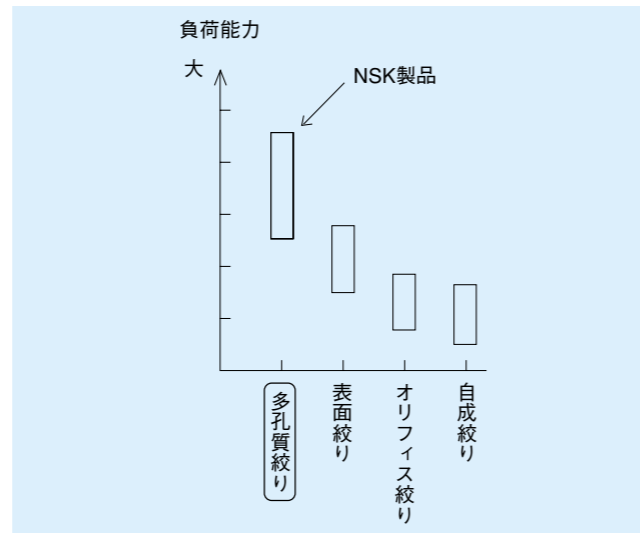 負荷能力
大
NSK製品
多孔質絞り
表面絞り
オリフィス絞り
自成絞り